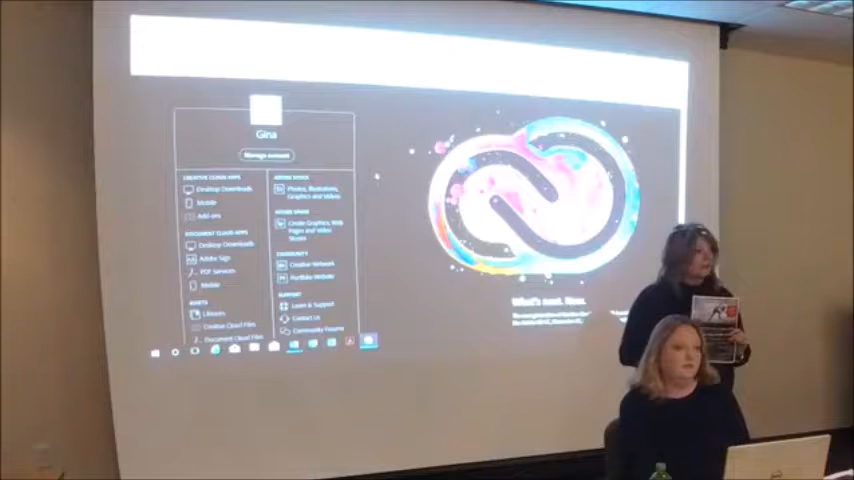 Gina
Manage account
CREATIVE CLOUD APPS
Desktop Downloads
Mobile
Add-ons
DOCUMENT CLOUD APPS
Desktop Downloads
Adobe Sign
PDF Services
Mobile
ASSETS
Libraries
Creative Cloud Files
Document Cloud Files
ADOBE STOCK
Photos, Illustrations,
Graphics and Videos
ADOBE SPARK
Create Graphics, Web
Pages and Video
Stories
COMMUNITY
Creative Network
Portfolio Website
SUPPORT
Learn & Support
Contact Us
Community Forums
What's next. Now.